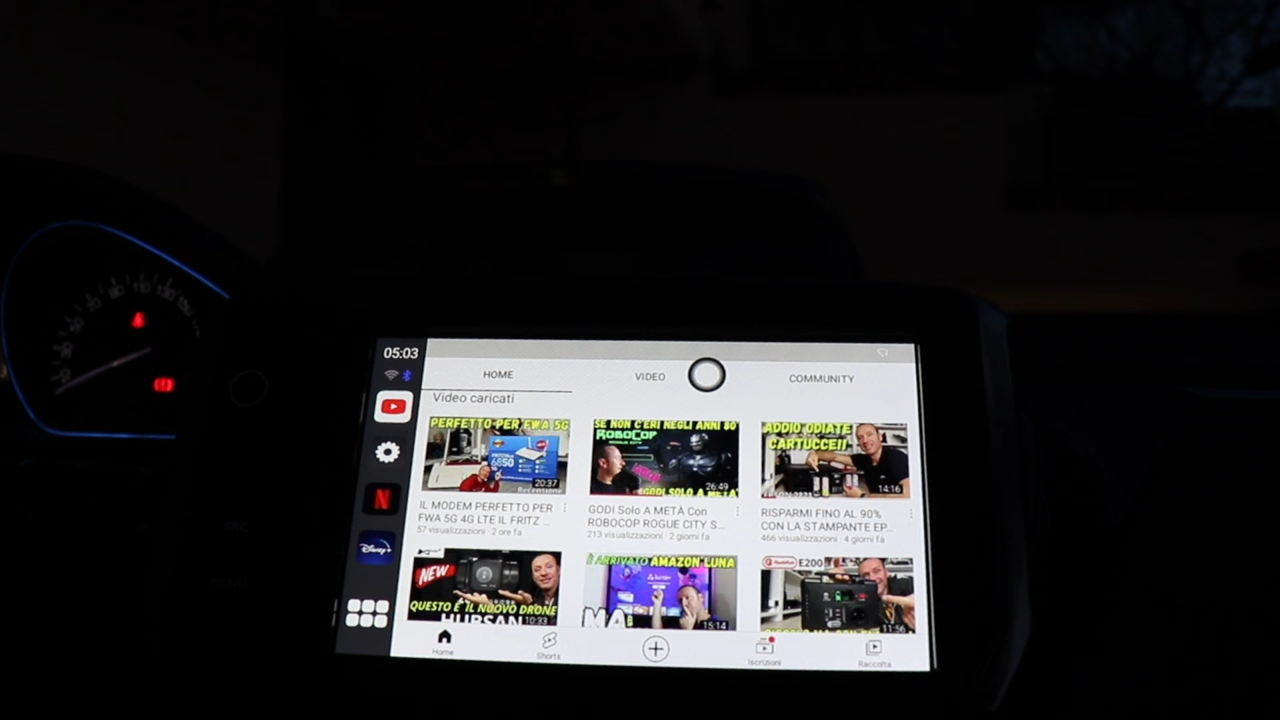 05:03
HOME
VIDEO
COMMUNITY
Video caricati
PERFETTO PER FWA 5G
6850
20:37
Recensione
IL MODEM PERFETTO PER
FWA 5G 4G LTE IL FRITZ ...
57 visualizzazioni · 2 ore fa
SE NON C'ERI NEGLI ANNI 80
ROBOCOP
26:49
GODI SOLO A METÀ
GODI Solo A METÀ Con
ROBOCOP ROGUE CITY S...
213 visualizzazioni · 2 giorni fa
ADDIO ODIATE
CARTUCCE!!
14:16
RISPARMI FINO AL 90%
CON LA STAMPANTE EP...
466 visualizzazioni · 4 giorni fa
N
Disney+
NEW
QUESTO È IL NUOVO DRONE
HUBSAN
10:33
È ARRIVATO AMAZON LUNA
MA
15:14
E200
11:56
Home
Shorts
Iscrizioni
Raccolta